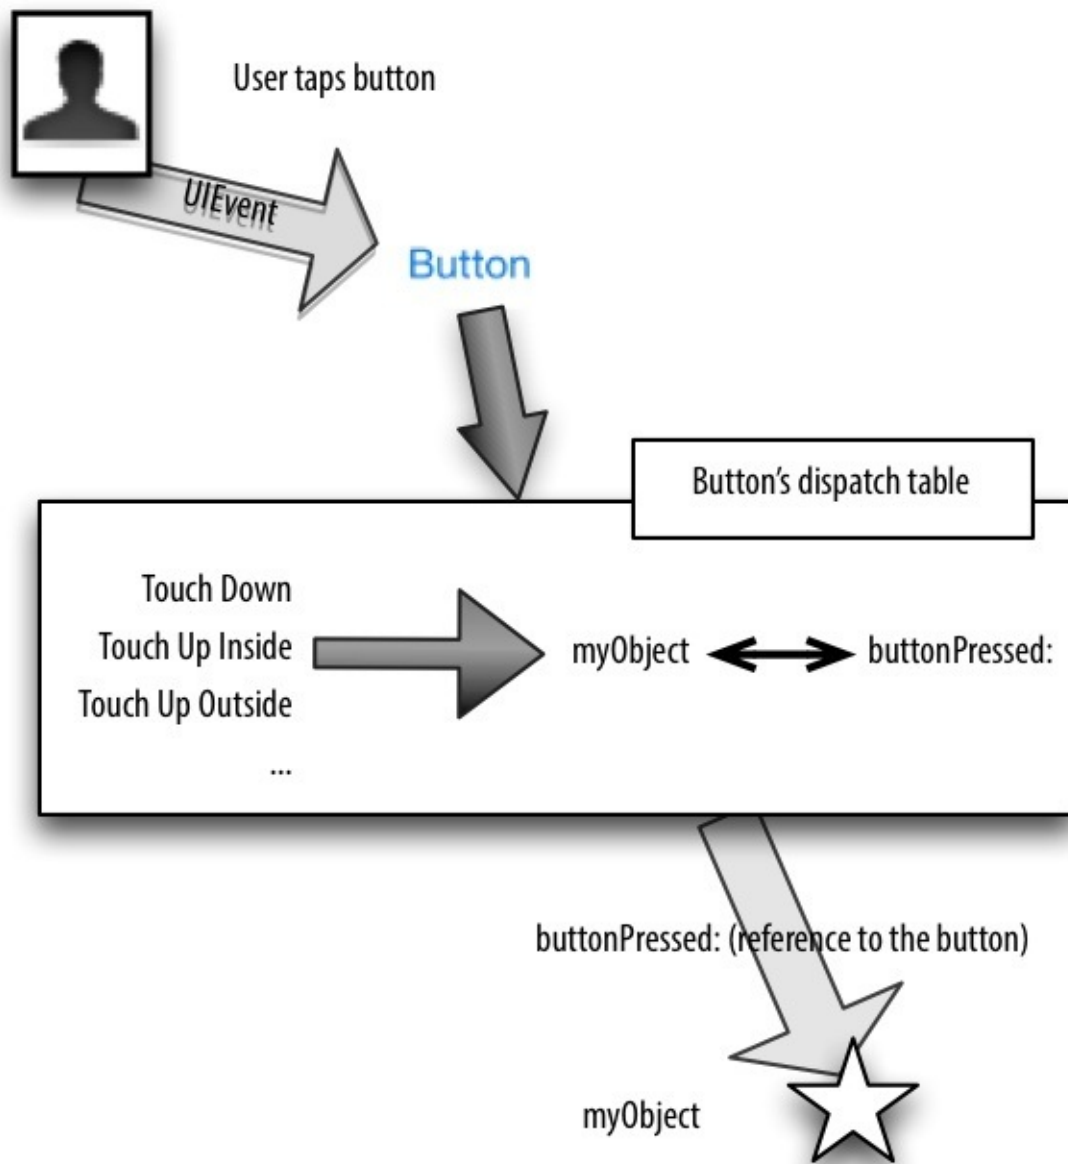 User taps button
UIEvent
Button
Button's dispatch table
Touch Down
Touch Up Inside
Touch Up Outside
...
myObject
buttonPressed:
buttonPressed: (reference to the button)
myObject